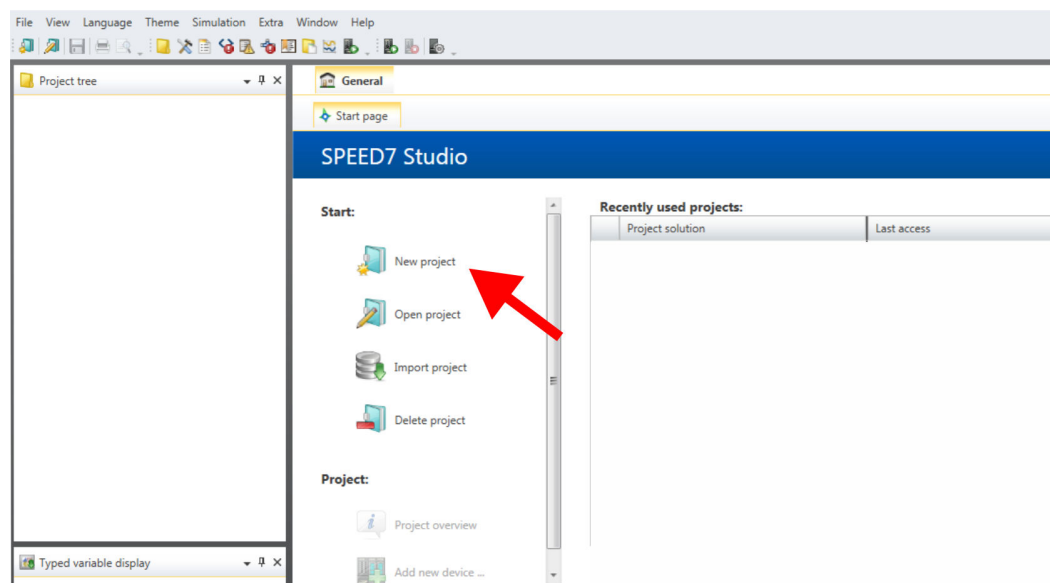 File View Language Theme Simulation Extra Window Help
Project tree
General
Start page
SPEED7 Studio
Start:
New project
Open project
Import project
Delete project
Project:
Project overview
Add new device ...
Recently used projects:
Project solution Last access
Typed variable display